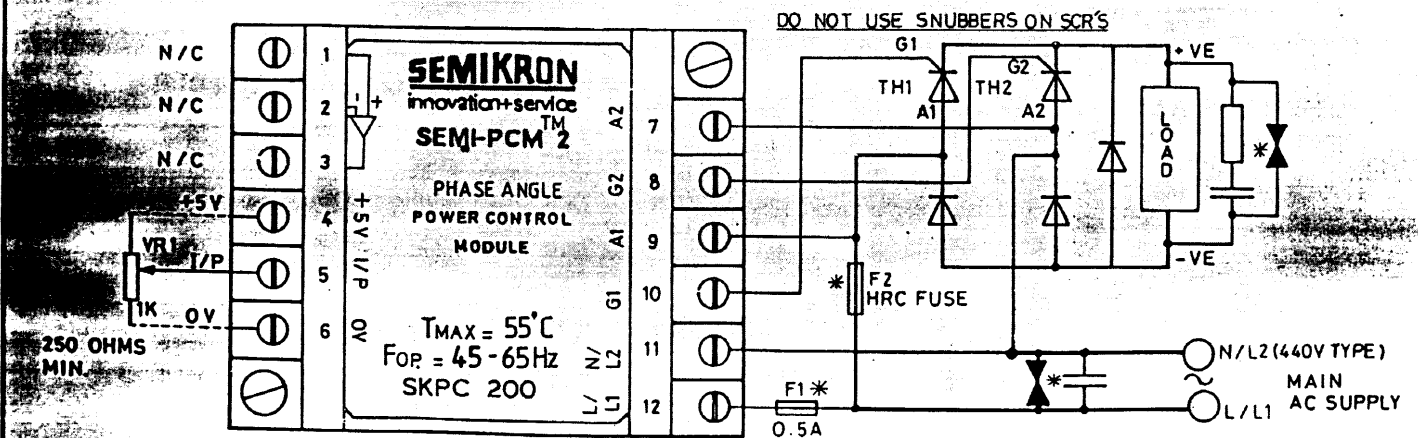 DO NOT USE SNUBBERS ON SCR'S
N/C
N/C
N/C
+5V
VR1
I/P
1K
0V
250 OHMS
MIN.
1
2
3
4
5
6
- +
+5V
I/P
0V
SEMIKRON
innovation+service
SEMI-PCM™ 2
PHASE ANGLE
POWER CONTROL
MODULE
TMAX = 55°C
FOP. = 45-65Hz
SKPC 200
A2
G2
A1
G1
N/
L2
L/
L1
7
8
9
10
11
12
G1
TH1
A1
G2
TH2
A2
+VE
LOAD
*
-VE
* F2
HRC FUSE
F1 *
0.5A
*
N/L2 (440V TYPE)
~
MAIN
AC SUPPLY
L/L1